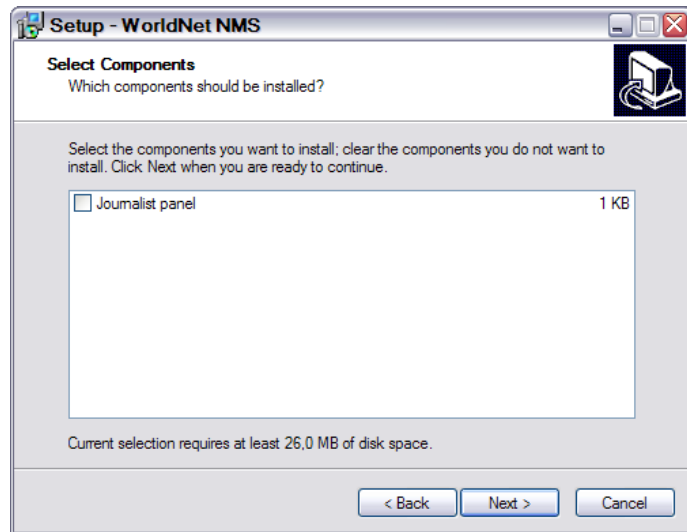 Setup - WorldNet NMS
Select Components
Which components should be installed?
Select the components you want to install; clear the components you do not want to
install. Click Next when you are ready to continue.
Journalist panel 1 KB
Current selection requires at least 26,0 MB of disk space.
< Back Next > Cancel